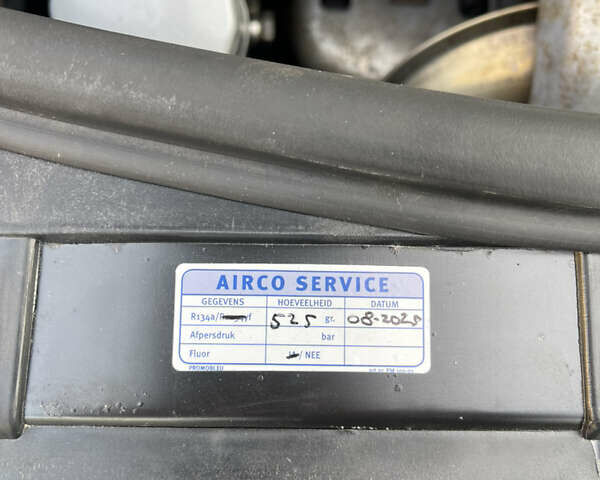 AIRCO SERVICE
GEGEVENS HOEVEELHEID DATUM
R134a/ 525 gr. 08-2025
Afpersdruk bar
Fluor / NEE
PROMOBLEU